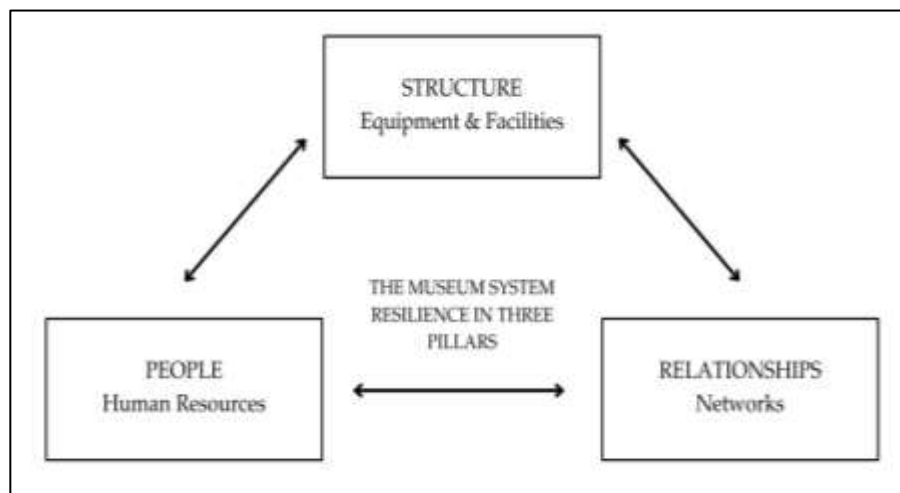 STRUCTURE
Equipment & Facilities
THE MUSEUM SYSTEM
RESILIENCE IN THREE
PILLARS
PEOPLE
Human Resources
RELATIONSHIPS
Networks